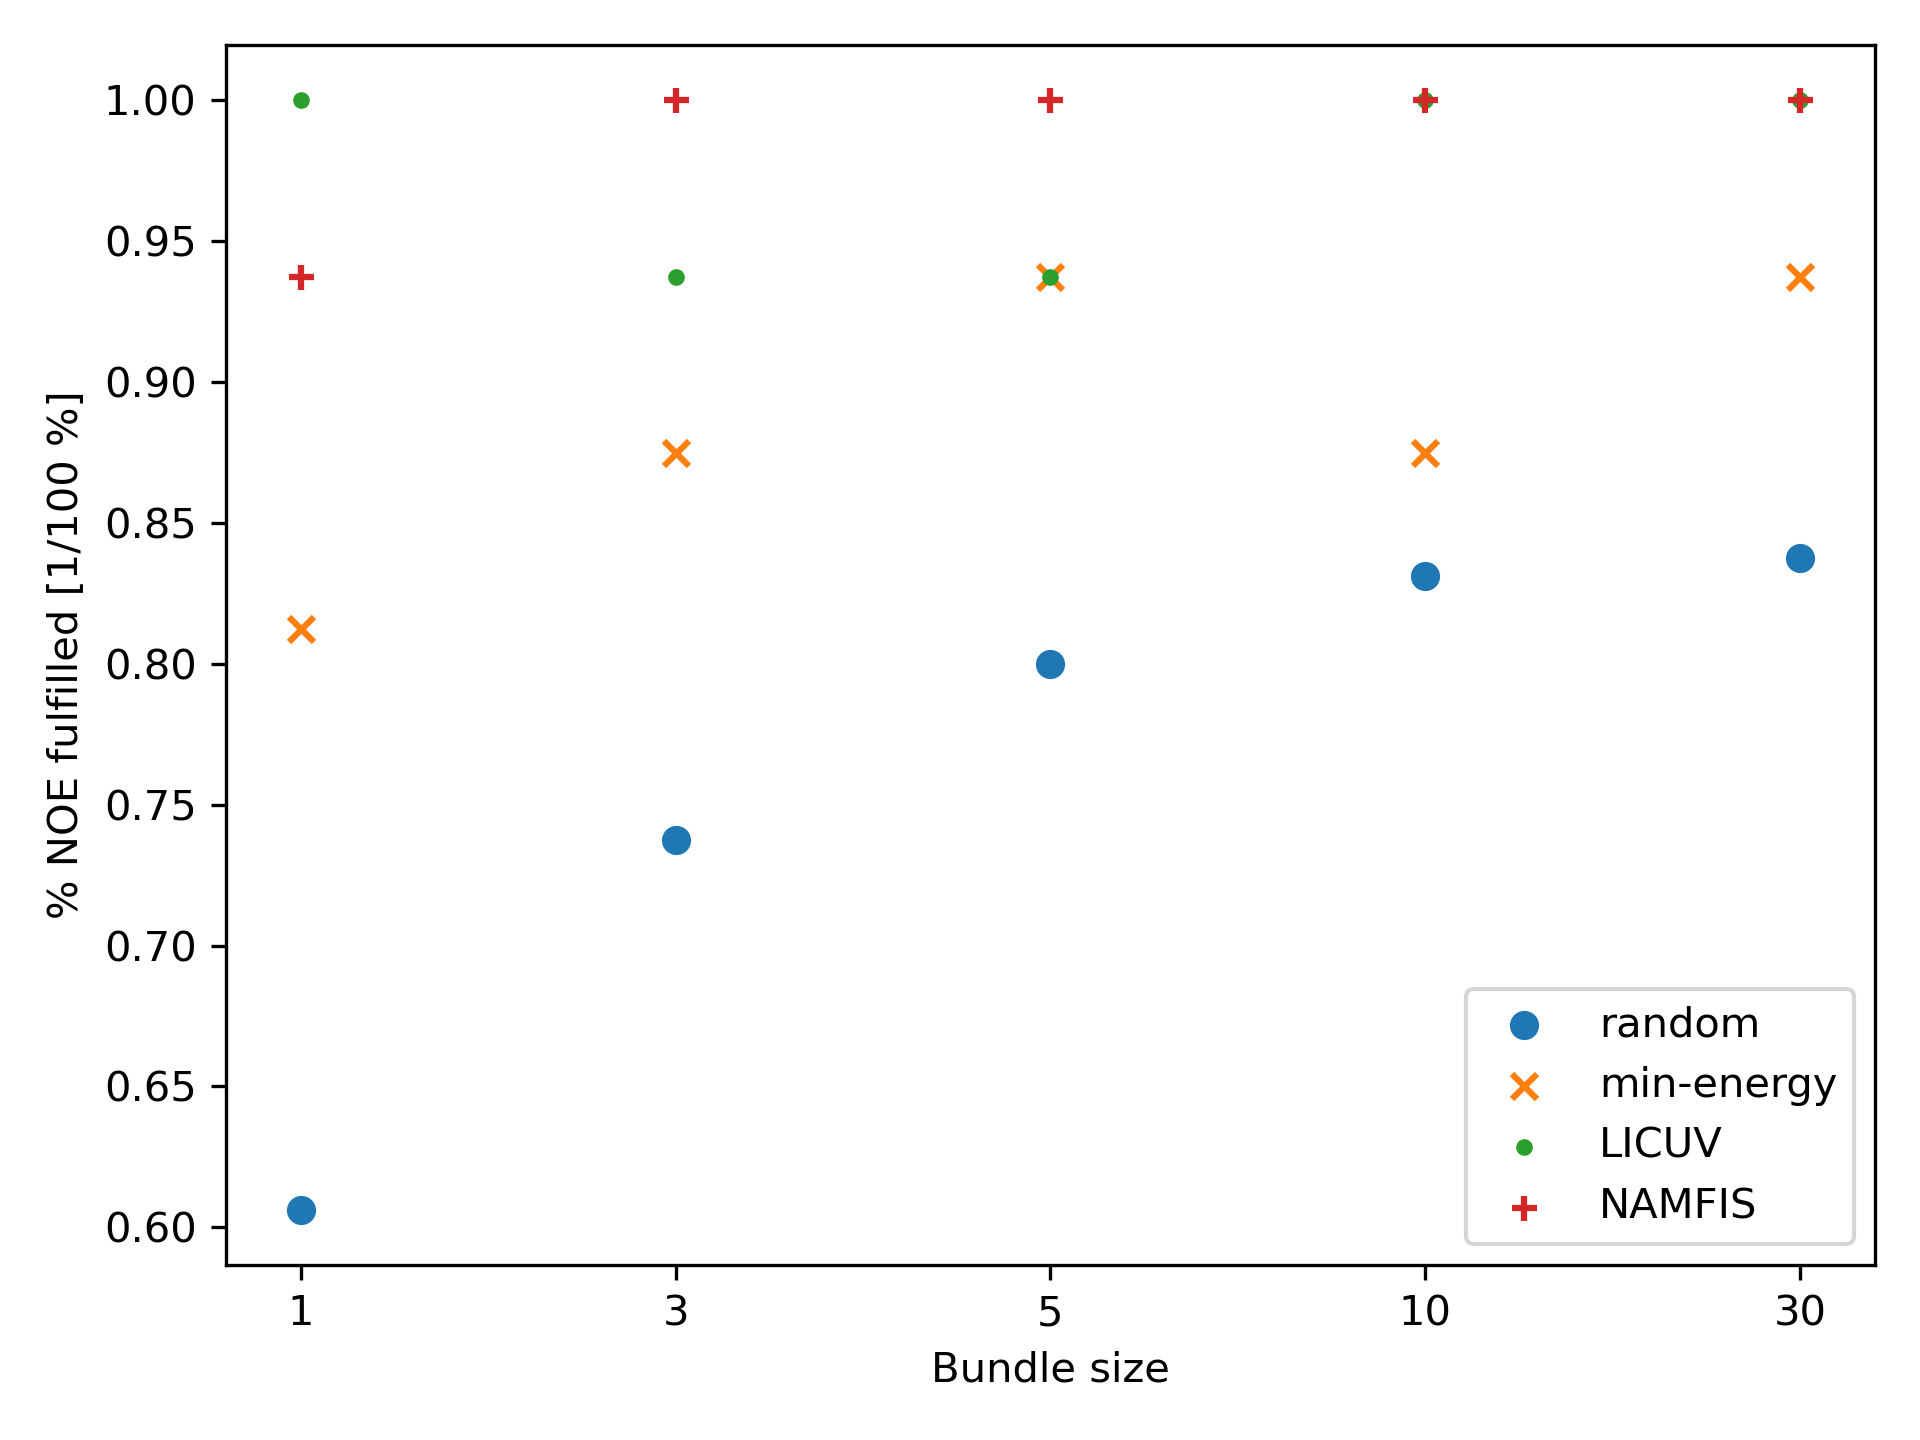 1.00
0.95
0.90
0.85
0.80
0.75
0.70
0.65
0.60
% NOE fulfilled [1/100 %]
random
min-energy
LICUV
NAMFIS
1 3 5 10 30
Bundle size